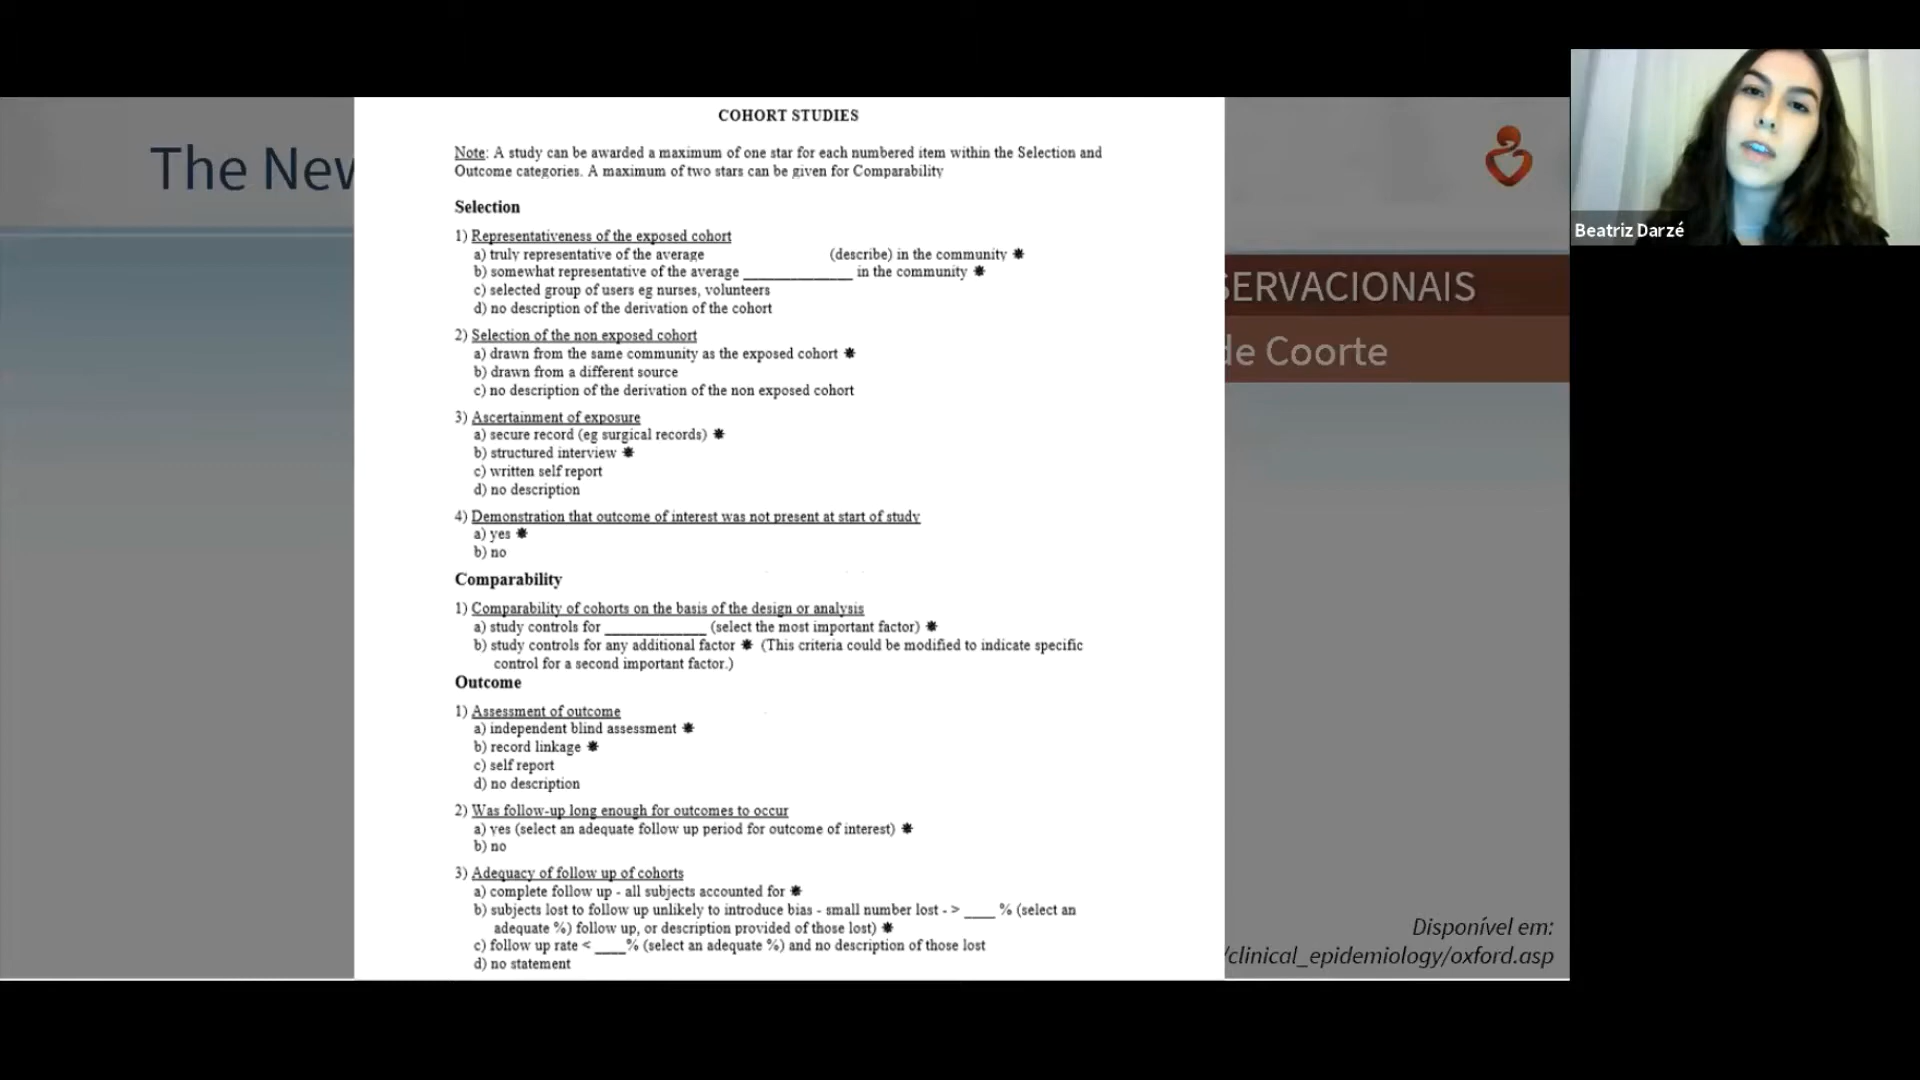 The New
COHORT STUDIES
Note: A study can be awarded a maximum of one star for each numbered item within the Selection and
Outcome categories. A maximum of two stars can be given for Comparability
Selection
1) Representativeness of the exposed cohort
a) truly representative of the average (describe) in the community ✸
b) somewhat representative of the average ______________ in the community ✸
c) selected group of users eg nurses, volunteers
d) no description of the derivation of the cohort
2) Selection of the non exposed cohort
a) drawn from the same community as the exposed cohort ✸
b) drawn from a different source
c) no description of the derivation of the non exposed cohort
3) Ascertainment of exposure
a) secure record (eg surgical records) ✸
b) structured interview ✸
c) written self report
d) no description
4) Demonstration that outcome of interest was not present at start of study
a) yes ✸
b) no
Comparability
1) Comparability of cohorts on the basis of the design or analysis
a) study controls for _____________ (select the most important factor) ✸
b) study controls for any additional factor ✸ (This criteria could be modified to indicate specific
control for a second important factor.)
Outcome
1) Assessment of outcome
a) independent blind assessment ✸
b) record linkage ✸
c) self report
d) no description
2) Was follow-up long enough for outcomes to occur
a) yes (select an adequate follow up period for outcome of interest) ✸
b) no
3) Adequacy of follow up of cohorts
a) complete follow up - all subjects accounted for ✸
b) subjects lost to follow up unlikely to introduce bias - small number lost - > ____ % (select an
adequate %) follow up, or description provided of those lost) ✸
c) follow up rate < ____% (select an adequate %) and no description of those lost
d) no statement
SERVACIONAIS
de Coorte
Disponível em:
/clinical_epidemiology/oxford.asp
Beatriz Darzé